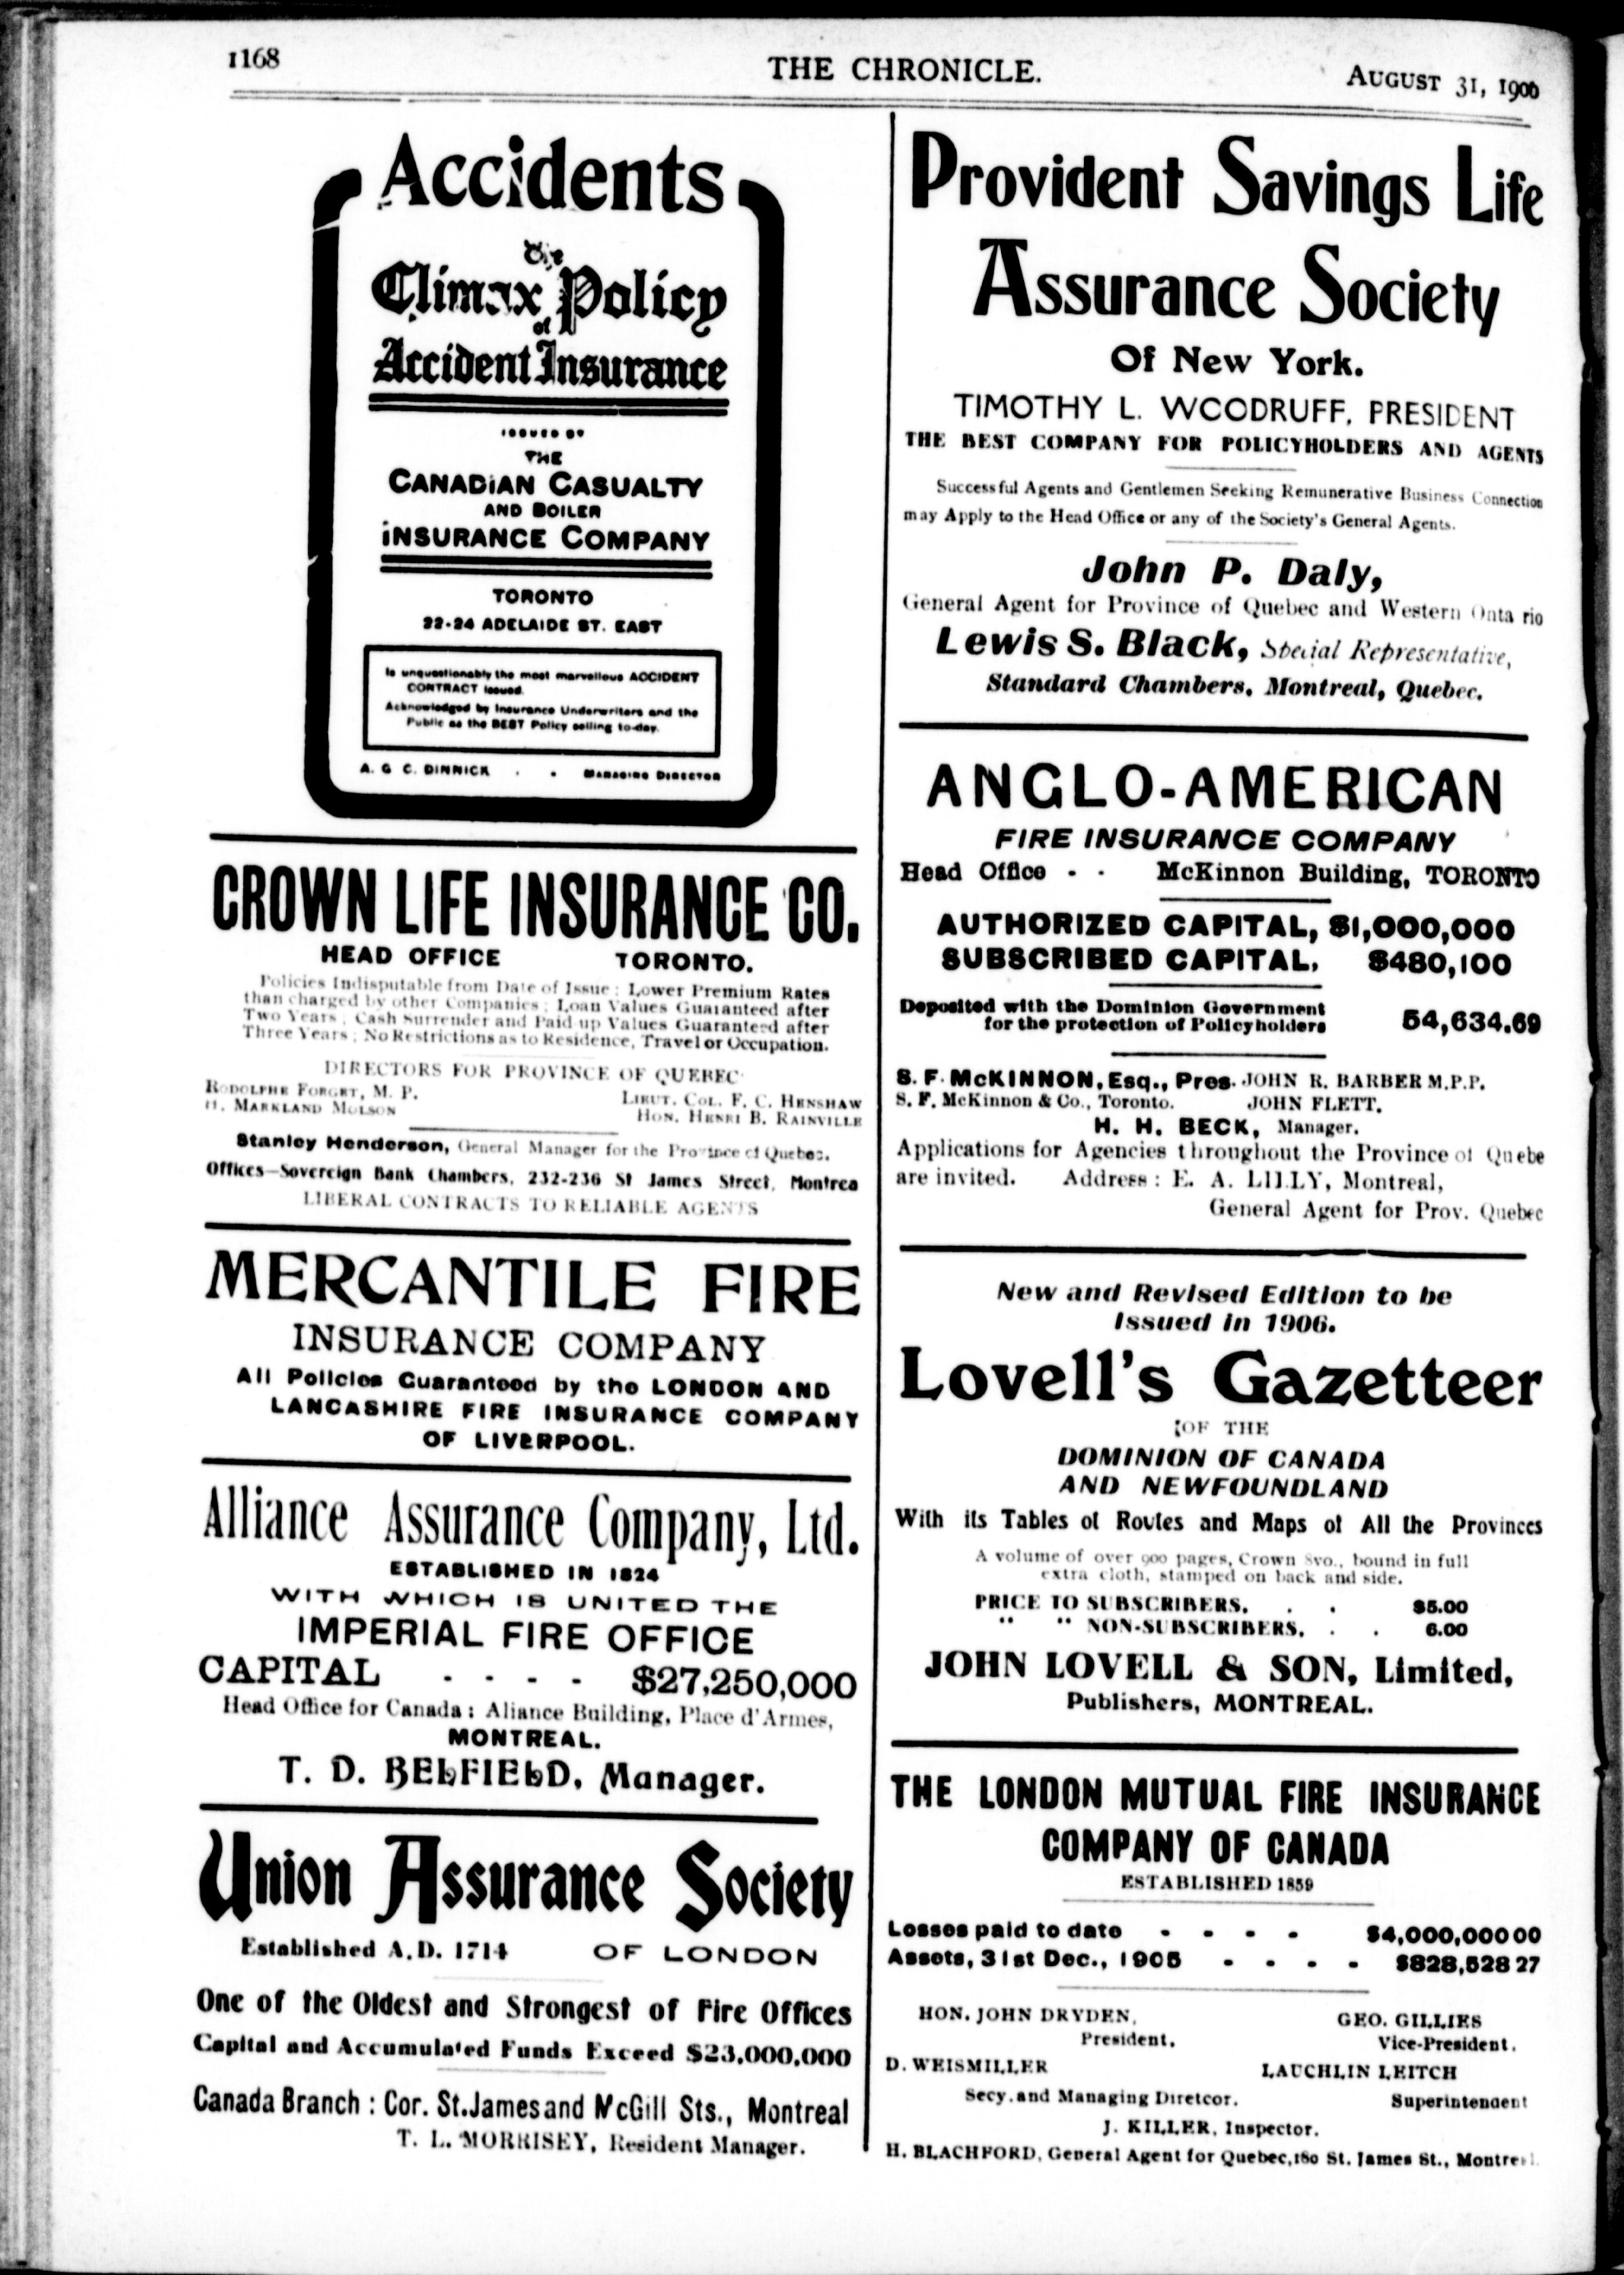 1168
THE CHRONICLE.
AUGUST 31, 1906
Accidents
The
Climax Policy
of
Accident Insurance
ISSUED BY
THE
CANADIAN CASUALTY
AND BOILER
INSURANCE COMPANY
TORONTO
22-24 ADELAIDE ST. EAST
Is unquestionably the most marvellous ACCIDENT
CONTRACT issued.
Acknowledged by Insurance Underwriters and the
Public as the BEST Policy selling to-day.
A. G. C. DINNICK . . MANAGING DIRECTOR
CROWN LIFE INSURANCE CO.
HEAD OFFICE TORONTO.
Policies Indisputable from Date of Issue; Lower Premium Rates
than charged by other Companies; Loan Values Guaranteed after
Two Years; Cash Surrender and Paid up Values Guaranteed after
Three Years; No Restrictions as to Residence, Travel or Occupation.
DIRECTORS FOR PROVINCE OF QUEBEC
RODOLPHE FORGET, M. P. LIEUT. COL. F. C. HENSHAW
H. MARKLAND MOLSON HON. HENRI B. RAINVILLE
Stanley Henderson, General Manager for the Province of Quebec.
Offices—Sovereign Bank Chambers, 232-236 St James Street, Montrea
LIBERAL CONTRACTS TO RELIABLE AGENTS
MERCANTILE FIRE
INSURANCE COMPANY
All Policies Guaranteed by the LONDON AND
LANCASHIRE FIRE INSURANCE COMPANY
OF LIVERPOOL.
Alliance Assurance Company, Ltd.
ESTABLISHED IN 1824
WITH WHICH IS UNITED THE
IMPERIAL FIRE OFFICE
CAPITAL - - - - $27,250,000
Head Office for Canada: Aliance Building, Place d'Armes,
MONTREAL.
T. D. BELFIELD, Manager.
Union Assurance Society
Established A.D. 1714 OF LONDON
One of the Oldest and Strongest of Fire Offices
Capital and Accumulated Funds Exceed $23,000,000
Canada Branch: Cor. St. James and McGill Sts., Montreal
T. L. MORRISEY, Resident Manager.
Provident Savings Life
Assurance Society
Of New York.
TIMOTHY L. WOODRUFF, PRESIDENT
THE BEST COMPANY FOR POLICYHOLDERS AND AGENTS
Successful Agents and Gentlemen Seeking Remunerative Business Connection
may Apply to the Head Office or any of the Society's General Agents.
John P. Daly,
General Agent for Province of Quebec and Western Onta rio
Lewis S. Black, Special Representative,
Standard Chambers, Montreal, Quebec.
ANGLO-AMERICAN
FIRE INSURANCE COMPANY
Head Office - - McKinnon Building, TORONTO
AUTHORIZED CAPITAL, $1,000,000
SUBSCRIBED CAPITAL, $480,100
Deposited with the Dominion Government
for the protection of Policyholders 54,634.69
S. F. McKINNON, Esq., Pres. JOHN R. BARBER M.P.P.
S. F. McKinnon & Co., Toronto. JOHN FLETT.
H. H. BECK, Manager.
Applications for Agencies throughout the Province of Quebe
are invited. Address: E. A. LILLY, Montreal,
General Agent for Prov. Quebec
New and Revised Edition to be
Issued in 1906.
Lovell's Gazetteer
OF THE
DOMINION OF CANADA
AND NEWFOUNDLAND
With its Tables of Routes and Maps of All the Provinces
A volume of over 900 pages, Crown 8vo., bound in full
extra cloth, stamped on back and side.
PRICE TO SUBSCRIBERS, . . $5.00
" " NON-SUBSCRIBERS, . . 6.00
JOHN LOVELL & SON, Limited,
Publishers, MONTREAL.
THE LONDON MUTUAL FIRE INSURANCE
COMPANY OF CANADA
ESTABLISHED 1859
Losses paid to date - - - - $4,000,000 00
Assets, 31st Dec., 1905 - - - - $828,528 27
HON. JOHN DRYDEN, GEO. GILLIES
President. Vice-President.
D. WEISMILLER LAUCHLIN LEITCH
Secy. and Managing Diretcor. Superintendent
J. KILLER, Inspector.
H. BLACHFORD, General Agent for Quebec, 180 St. James St., Montreal.